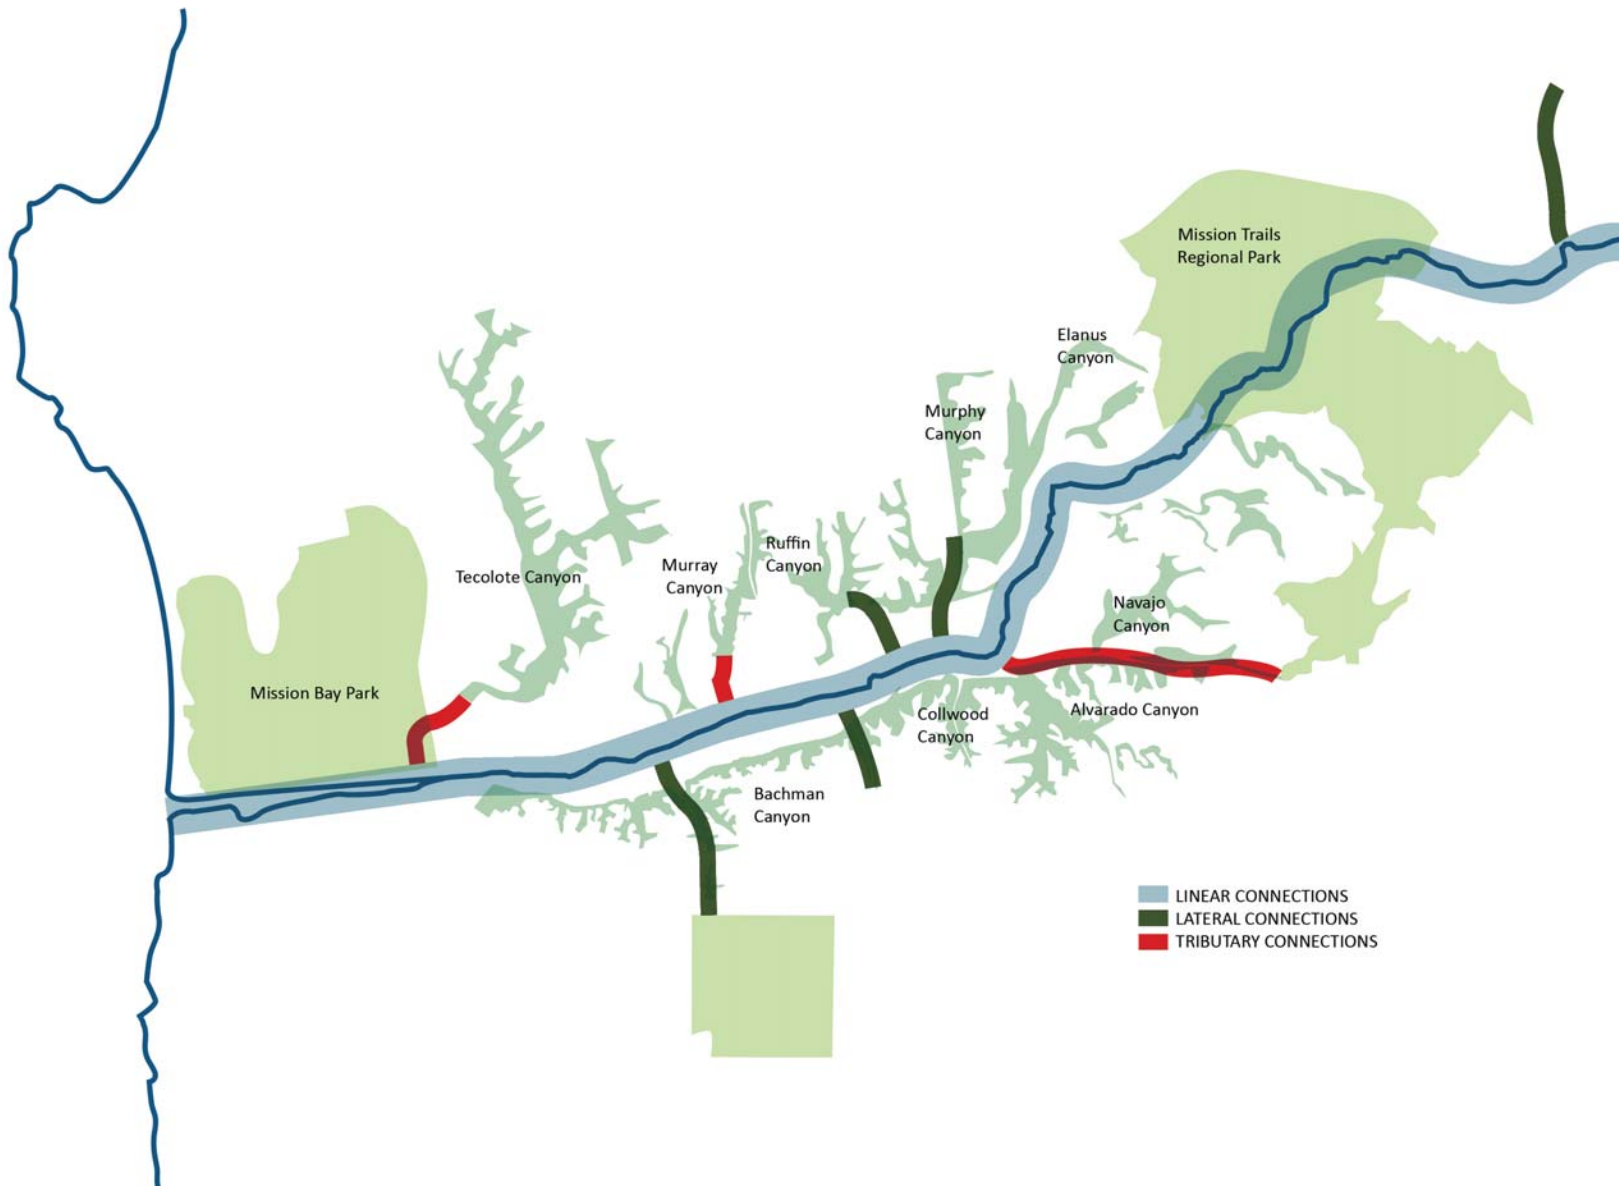 Mission Trails
Regional Park
Elanus
Canyon
Murphy
Canyon
Ruffin
Canyon
Murray
Canyon
Tecolote Canyon
Navajo
Canyon
Mission Bay Park
Collwood
Canyon
Alvarado Canyon
Bachman
Canyon
LINEAR CONNECTIONS
LATERAL CONNECTIONS
TRIBUTARY CONNECTIONS